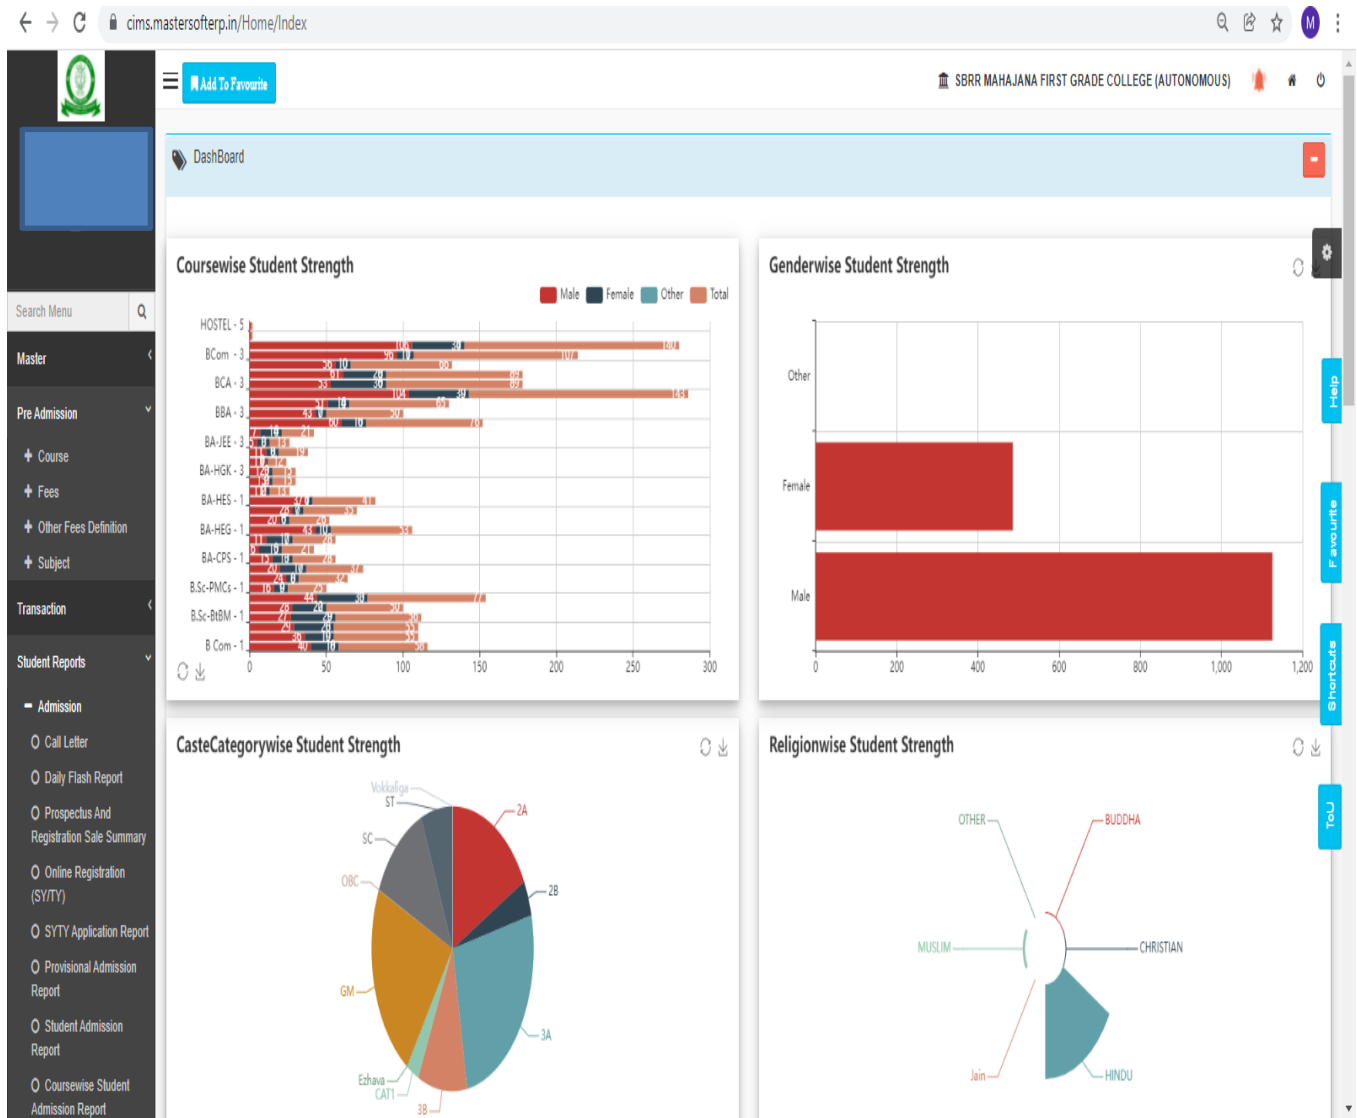 cims.mastersofterp.in/Home/Index
M
Add To Favourite
SBRR MAHAJANA FIRST GRADE COLLEGE (AUTONOMOUS)
DashBoard
Search Menu
Master
Pre Admission
Course
Fees
Other Fees Definition
Subject
Transaction
Student Reports
Admission
Call Letter
Daily Flash Report
Prospectus And
Registration Sale Summary
Online Registration
(SY/TY)
SYTY Application Report
Provisional Admission
Report
Student Admission
Report
Coursewise Student
Admission Report
Coursewise Student Strength
Male Female Other Total
HOSTEL - 5
BCom - 3
BCA - 3
BBA - 3
BA-JEE - 3
BA-HGK - 3
BA-HES - 1
BA-HEG - 1
BA-CPS - 1
B.Sc-PMCs - 1
B.Sc-BtBM - 1
B Com - 1
0 50 100 150 200 250 300
Genderwise Student Strength
Other
Female
Male
0 200 400 600 800 1,000 1,200
CasteCategorywise Student Strength
Vokkaliga
ST
2A
SC
OBC
2B
GM
3A
Ezhava
CAT1
3B
Religionwise Student Strength
OTHER
BUDDHA
MUSLIM
CHRISTIAN
Jain
HINDU
Help
Favourite
Shortcuts
ToU